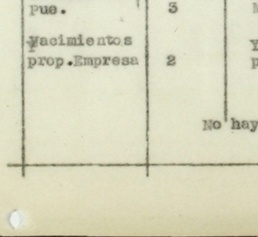 pue. 3
Yacimientos
prop.Empresa 2
No hay